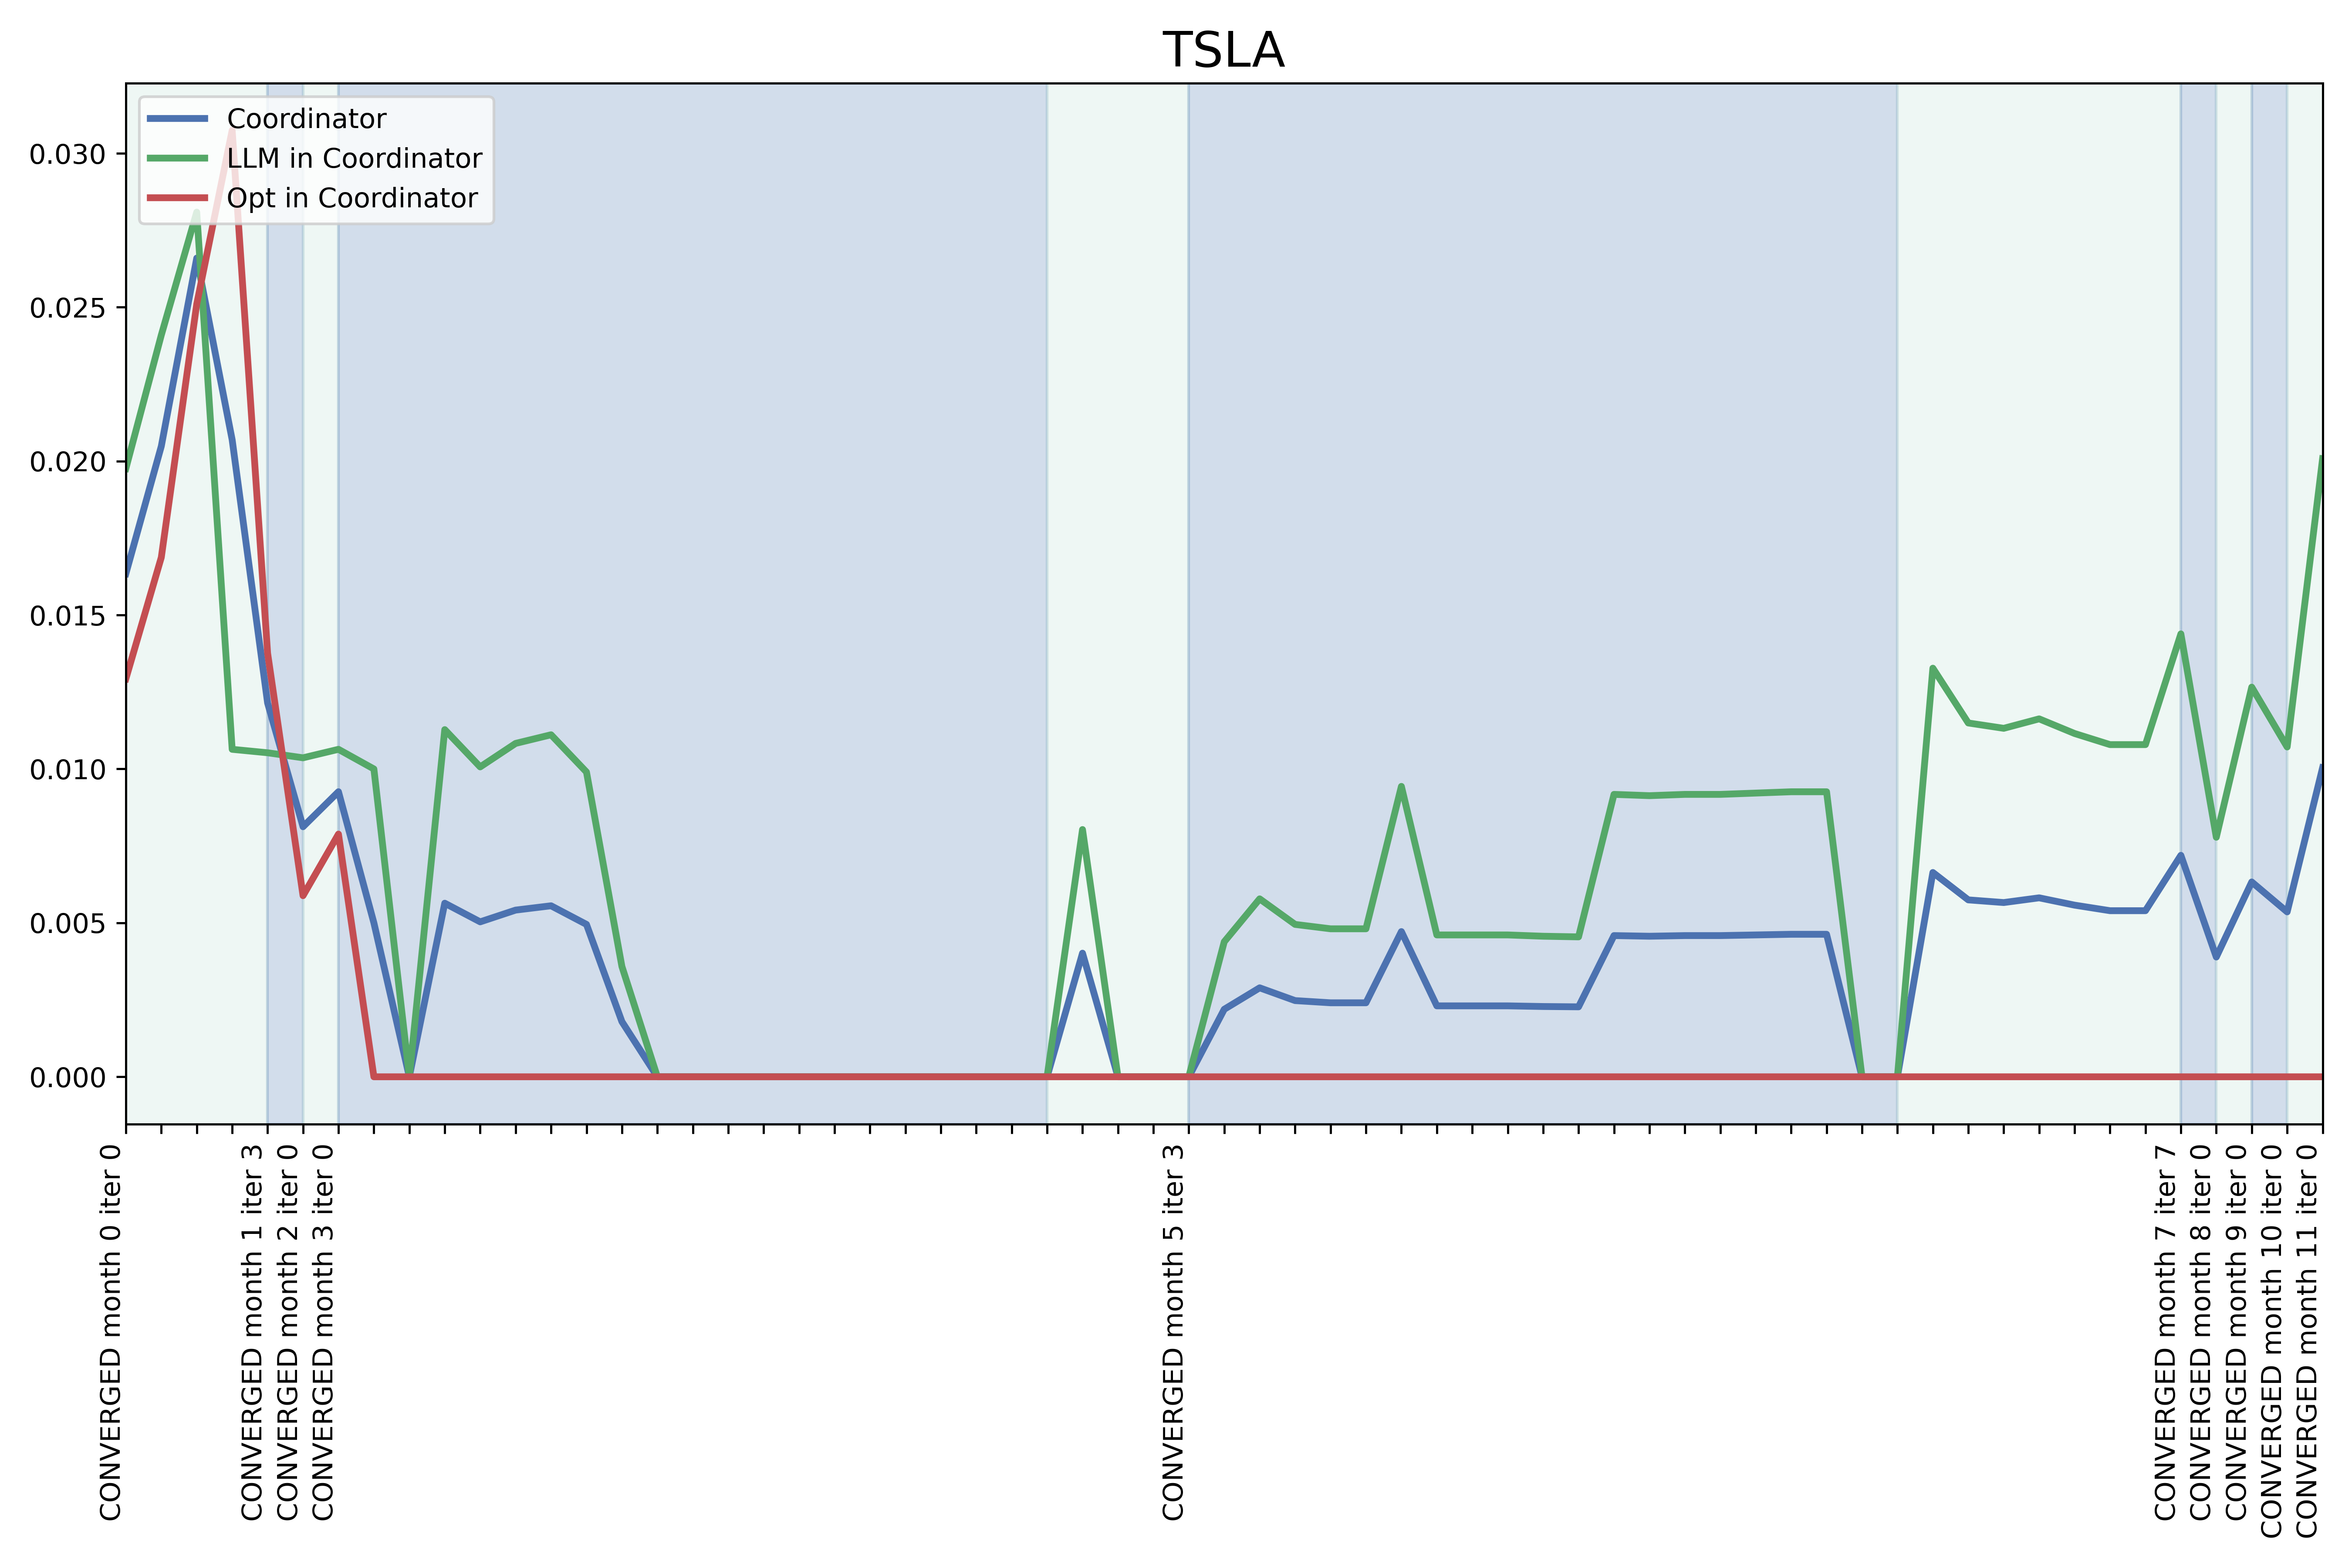 TSLA
Coordinator
LLM in Coordinator
Opt in Coordinator
0.030
0.025
0.020
0.015
0.010
0.005
0.000
CONVERGED month 0 iter 0
CONVERGED month 1 iter 3
CONVERGED month 2 iter 0
CONVERGED month 3 iter 0
CONVERGED month 5 iter 3
CONVERGED month 7 iter 7
CONVERGED month 8 iter 0
CONVERGED month 9 iter 0
CONVERGED month 10 iter 0
CONVERGED month 11 iter 0